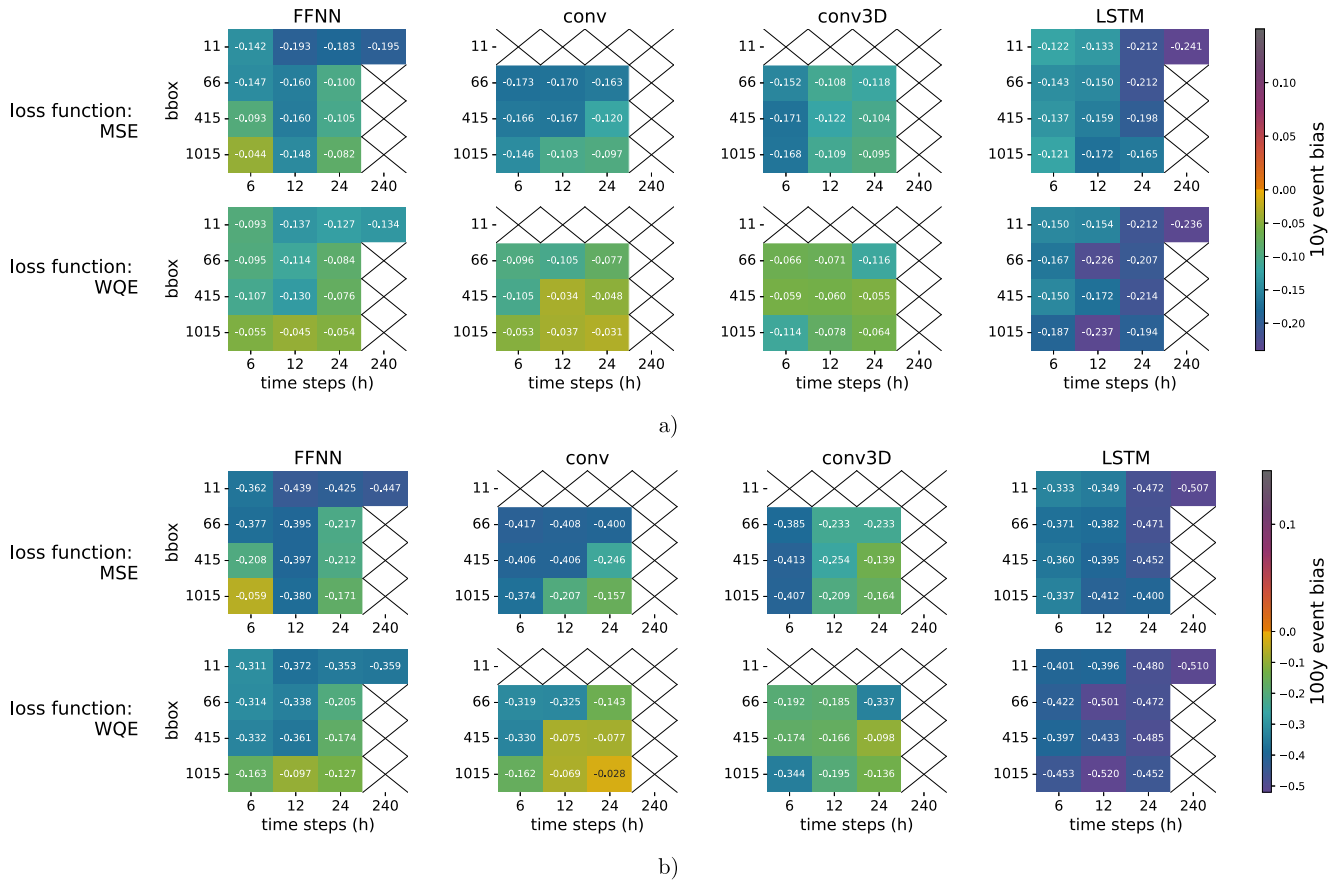 FFNN conv conv3D LSTM
loss function:
MSE
bbox
11 -0.142 -0.193 -0.183 -0.195 11 11 11 -0.122 -0.133 -0.212 -0.241
66 -0.147 -0.160 -0.100 66 -0.173 -0.170 -0.163 66 -0.152 -0.108 -0.118 66 -0.143 -0.150 -0.212
415 -0.093 -0.160 -0.105 415 -0.166 -0.167 -0.120 415 -0.171 -0.122 -0.104 415 -0.137 -0.159 -0.198
1015 -0.044 -0.148 -0.082 1015 -0.146 -0.103 -0.097 1015 -0.168 -0.109 -0.095 1015 -0.121 -0.172 -0.165
6 12 24 240 6 12 24 240 6 12 24 240 6 12 24 240
loss function:
WQE
bbox
11 -0.093 -0.137 -0.127 -0.134 11 11 11 -0.150 -0.154 -0.212 -0.236
66 -0.095 -0.114 -0.084 66 -0.096 -0.105 -0.077 66 -0.066 -0.071 -0.116 66 -0.167 -0.226 -0.207
415 -0.107 -0.130 -0.076 415 -0.105 -0.034 -0.048 415 -0.059 -0.060 -0.055 415 -0.150 -0.172 -0.214
1015 -0.055 -0.045 -0.054 1015 -0.053 -0.037 -0.031 1015 -0.114 -0.078 -0.064 1015 -0.187 -0.237 -0.194
6 12 24 240 6 12 24 240 6 12 24 240 6 12 24 240
time steps (h) time steps (h) time steps (h) time steps (h)
0.10
0.05
0.00
−0.05
−0.10
−0.15
−0.20
10y event bias
a)
FFNN conv conv3D LSTM
loss function:
MSE
bbox
11 -0.362 -0.439 -0.425 -0.447 11 11 11 -0.333 -0.349 -0.472 -0.507
66 -0.377 -0.395 -0.217 66 -0.417 -0.408 -0.400 66 -0.385 -0.233 -0.233 66 -0.371 -0.382 -0.471
415 -0.208 -0.397 -0.212 415 -0.406 -0.406 -0.246 415 -0.413 -0.254 -0.139 415 -0.360 -0.395 -0.452
1015 -0.059 -0.380 -0.171 1015 -0.374 -0.207 -0.157 1015 -0.407 -0.209 -0.164 1015 -0.337 -0.412 -0.400
6 12 24 240 6 12 24 240 6 12 24 240 6 12 24 240
loss function:
WQE
bbox
11 -0.311 -0.372 -0.353 -0.359 11 11 11 -0.401 -0.396 -0.480 -0.510
66 -0.314 -0.338 -0.205 66 -0.319 -0.325 -0.143 66 -0.192 -0.185 -0.337 66 -0.422 -0.501 -0.472
415 -0.332 -0.361 -0.174 415 -0.330 -0.075 -0.077 415 -0.174 -0.166 -0.098 415 -0.397 -0.433 -0.485
1015 -0.163 -0.097 -0.127 1015 -0.162 -0.069 -0.028 1015 -0.344 -0.195 -0.136 1015 -0.453 -0.520 -0.452
6 12 24 240 6 12 24 240 6 12 24 240 6 12 24 240
time steps (h) time steps (h) time steps (h) time steps (h)
0.1
0.0
−0.1
−0.2
−0.3
−0.4
−0.5
100y event bias
b)